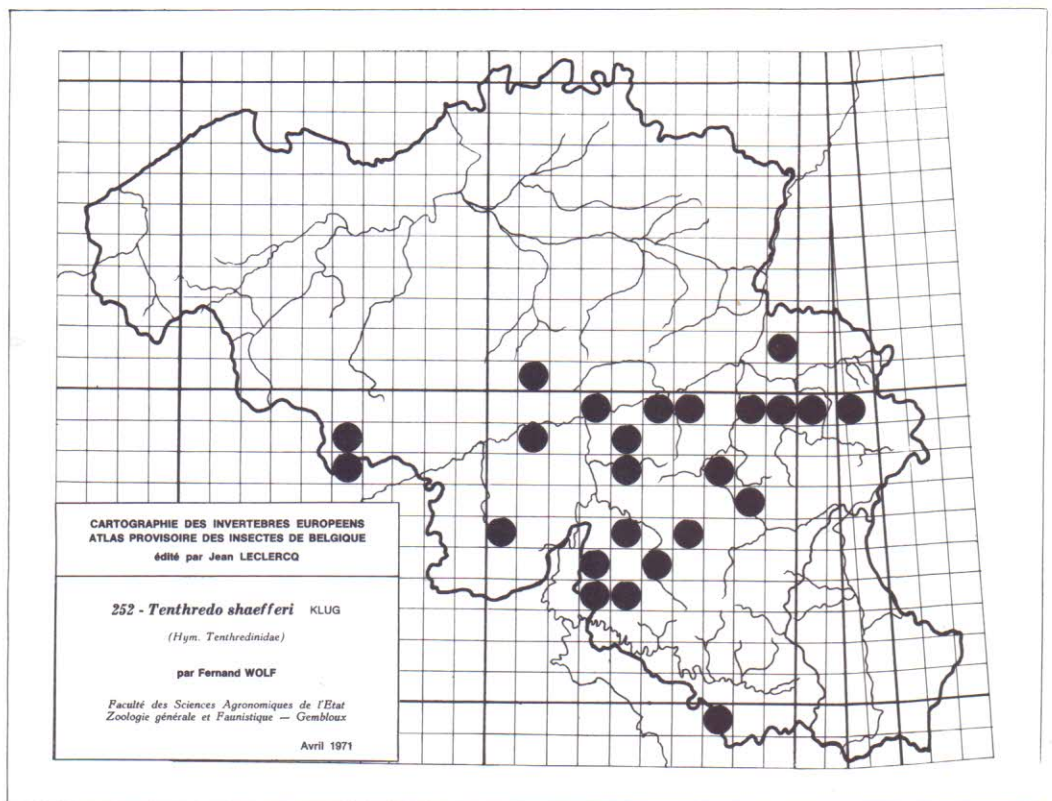 CARTOGRAPHIE DES INVERTEBRES EUROPEENS
ATLAS PROVISOIRE DES INSECTES DE BELGIQUE
édité par Jean LECLERCQ
252 - Tenthredo shaefferi KLUG
(Hym. Tenthredinidae)
par Fernand WOLF
Faculté des Sciences Agronomiques de l'Etat
Zoologie générale et Faunistique — Gembloux
Avril 1971